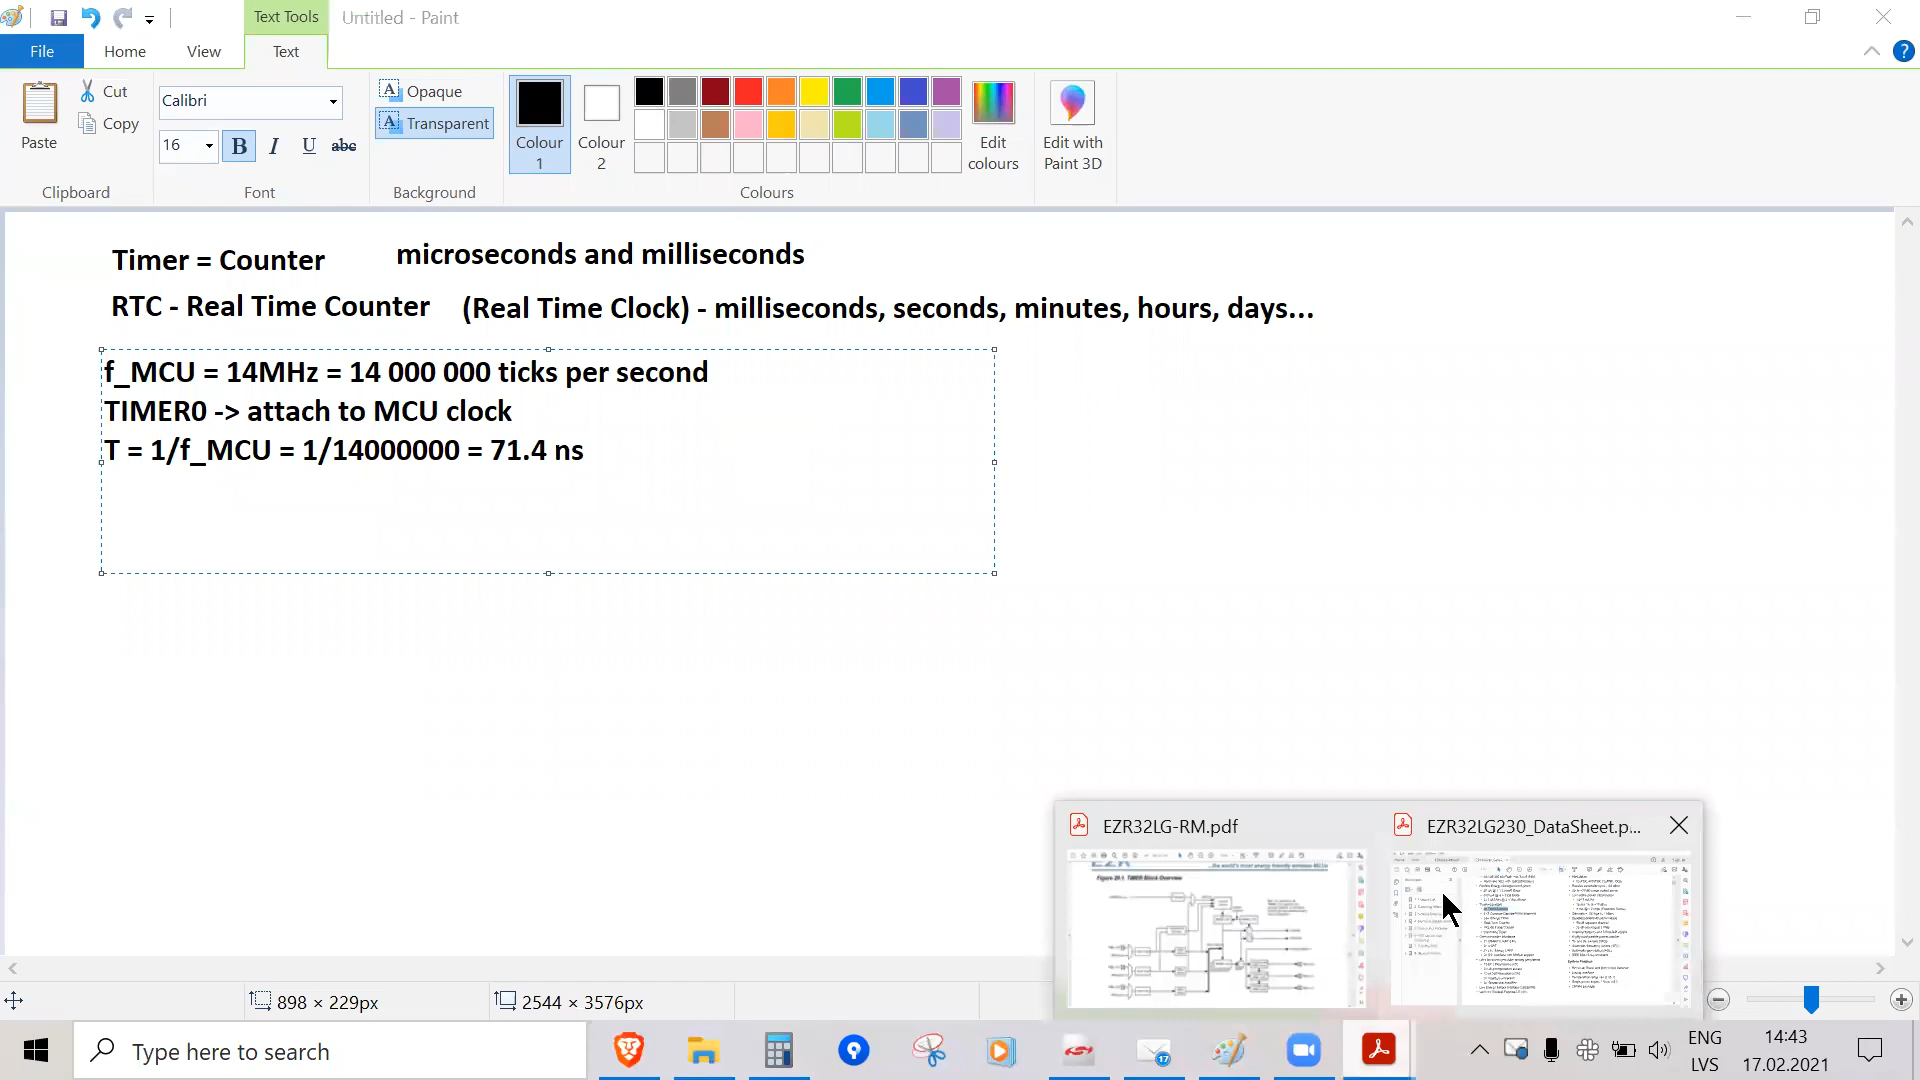 Text Tools
Untitled - Paint
File
Home
View
Text
Paste
Cut
Copy
Clipboard
Calibri
16
B I U abc
Font
Opaque
Transparent
Background
Colour 1
Colour 2
Edit colours
Edit with Paint 3D
Colours
Timer = Counter
microseconds and milliseconds
RTC - Real Time Counter
(Real Time Clock) - milliseconds, seconds, minutes, hours, days...
f_MCU = 14MHz = 14 000 000 ticks per second
TIMER0 -> attach to MCU clock
T = 1/f_MCU = 1/14000000 = 71.4 ns
EZR32LG-RM.pdf
EZR32LG230_DataSheet.p...
898 × 229px
2544 × 3576px
Type here to search
17
ENG
LVS
14:43
17.02.2021